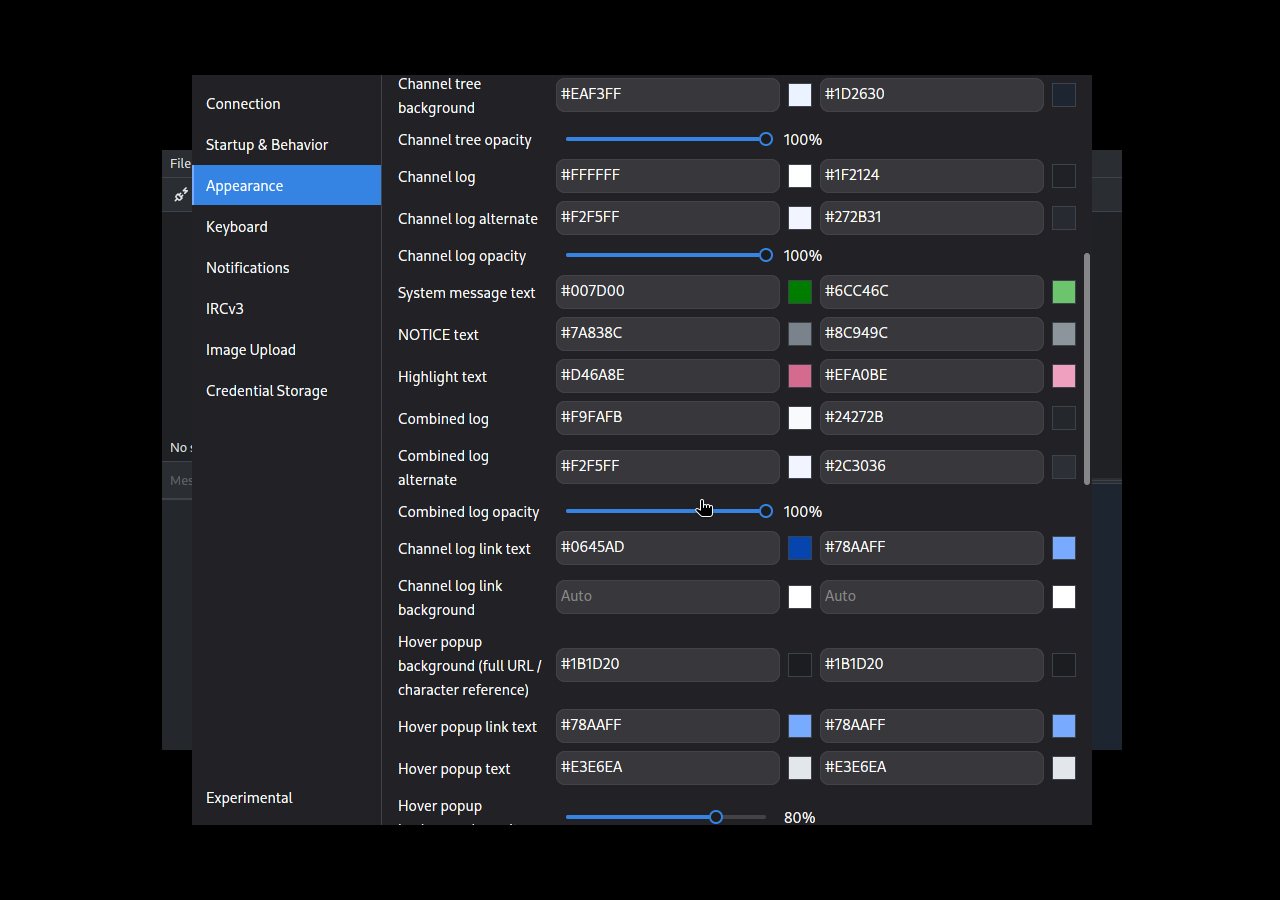 File
No
Mes
Connection
Startup & Behavior
Appearance
Keyboard
Notifications
IRCv3
Image Upload
Credential Storage
Experimental
Channel tree
background
#EAF3FF
#1D2630
Channel tree opacity
100%
Channel log
#FFFFFF
#1F2124
Channel log alternate
#F2F5FF
#272B31
Channel log opacity
100%
System message text
#007D00
#6CC46C
NOTICE text
#7A838C
#8C949C
Highlight text
#D46A8E
#EFA0BE
Combined log
#F9FAFB
#24272B
Combined log
alternate
#F2F5FF
#2C3036
Combined log opacity
100%
Channel log link text
#0645AD
#78AAFF
Channel log link
background
Auto
Auto
Hover popup
background (full URL /
character reference)
#1B1D20
#1B1D20
Hover popup link text
#78AAFF
#78AAFF
Hover popup text
#E3E6EA
#E3E6EA
Hover popup
80%